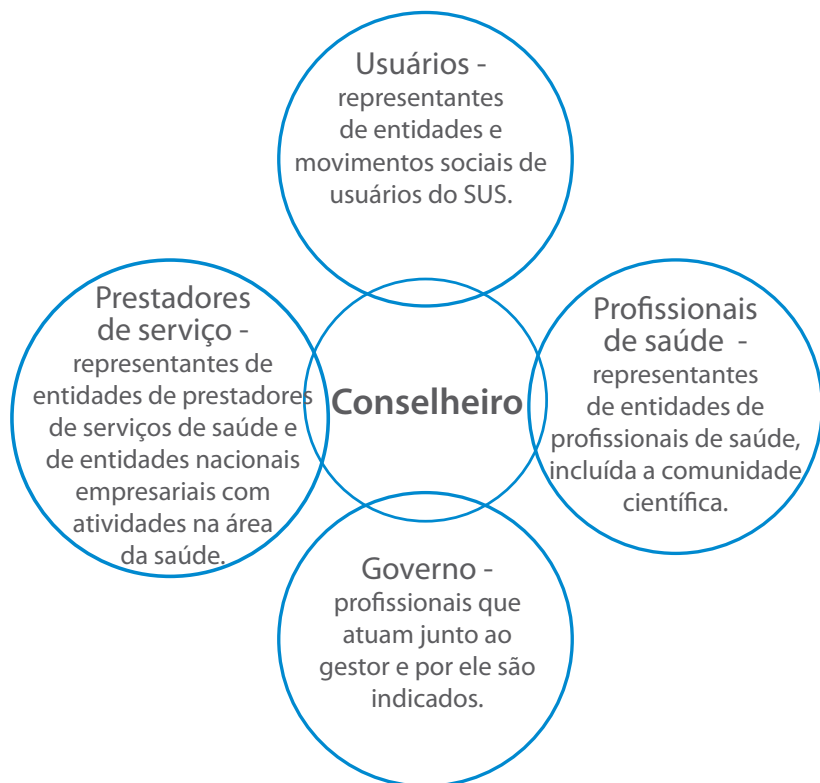 Usuários -
representantes
de entidades e
movimentos sociais de
usuários do SUS.
Prestadores
de serviço -
representantes de
entidades de prestadores
de serviços de saúde e
de entidades nacionais
empresariais com
atividades na área
da saúde.
Conselheiro
Profissionais
de saúde -
representantes
de entidades de
profissionais de saúde,
incluída a comunidade
científica.
Governo -
profissionais que
atuam junto ao
gestor e por ele são
indicados.